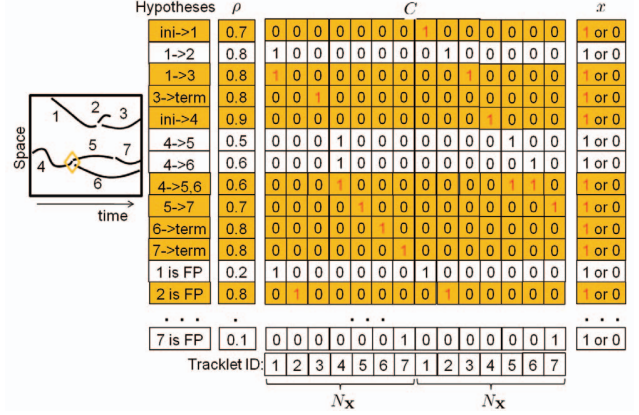 Hypotheses ρ C x
ini->1 0.7 0 0 0 0 0 0 0 1 0 0 0 0 0 0 1 or 0
1->2 0.8 1 0 0 0 0 0 0 0 1 0 0 0 0 0 1 or 0
1->3 0.8 1 0 0 0 0 0 0 0 0 1 0 0 0 0 1 or 0
3->term 0.8 0 0 1 0 0 0 0 0 0 0 0 0 0 0 1 or 0
ini->4 0.9 0 0 0 0 0 0 0 0 0 0 1 0 0 0 1 or 0
4->5 0.5 0 0 0 1 0 0 0 0 0 0 0 1 0 0 1 or 0
4->6 0.6 0 0 0 1 0 0 0 0 0 0 0 0 1 0 1 or 0
4->5,6 0.6 0 0 0 1 0 0 0 0 0 0 0 1 1 0 1 or 0
5->7 0.7 0 0 0 0 1 0 0 0 0 0 0 0 0 1 1 or 0
6->term 0.8 0 0 0 0 0 1 0 0 0 0 0 0 0 0 1 or 0
7->term 0.8 0 0 0 0 0 0 1 0 0 0 0 0 0 0 1 or 0
1 is FP 0.2 1 0 0 0 0 0 0 1 0 0 0 0 0 0 1 or 0
2 is FP 0.8 0 1 0 0 0 0 0 0 1 0 0 0 0 0 1 or 0
. . . . . . . . . .
7 is FP 0.1 0 0 0 0 0 0 1 0 0 0 0 0 0 1 1 or 0
Tracklet ID: 1 2 3 4 5 6 7 1 2 3 4 5 6 7
N_X N_X
Space
1 2 3
4 5 7
6
time